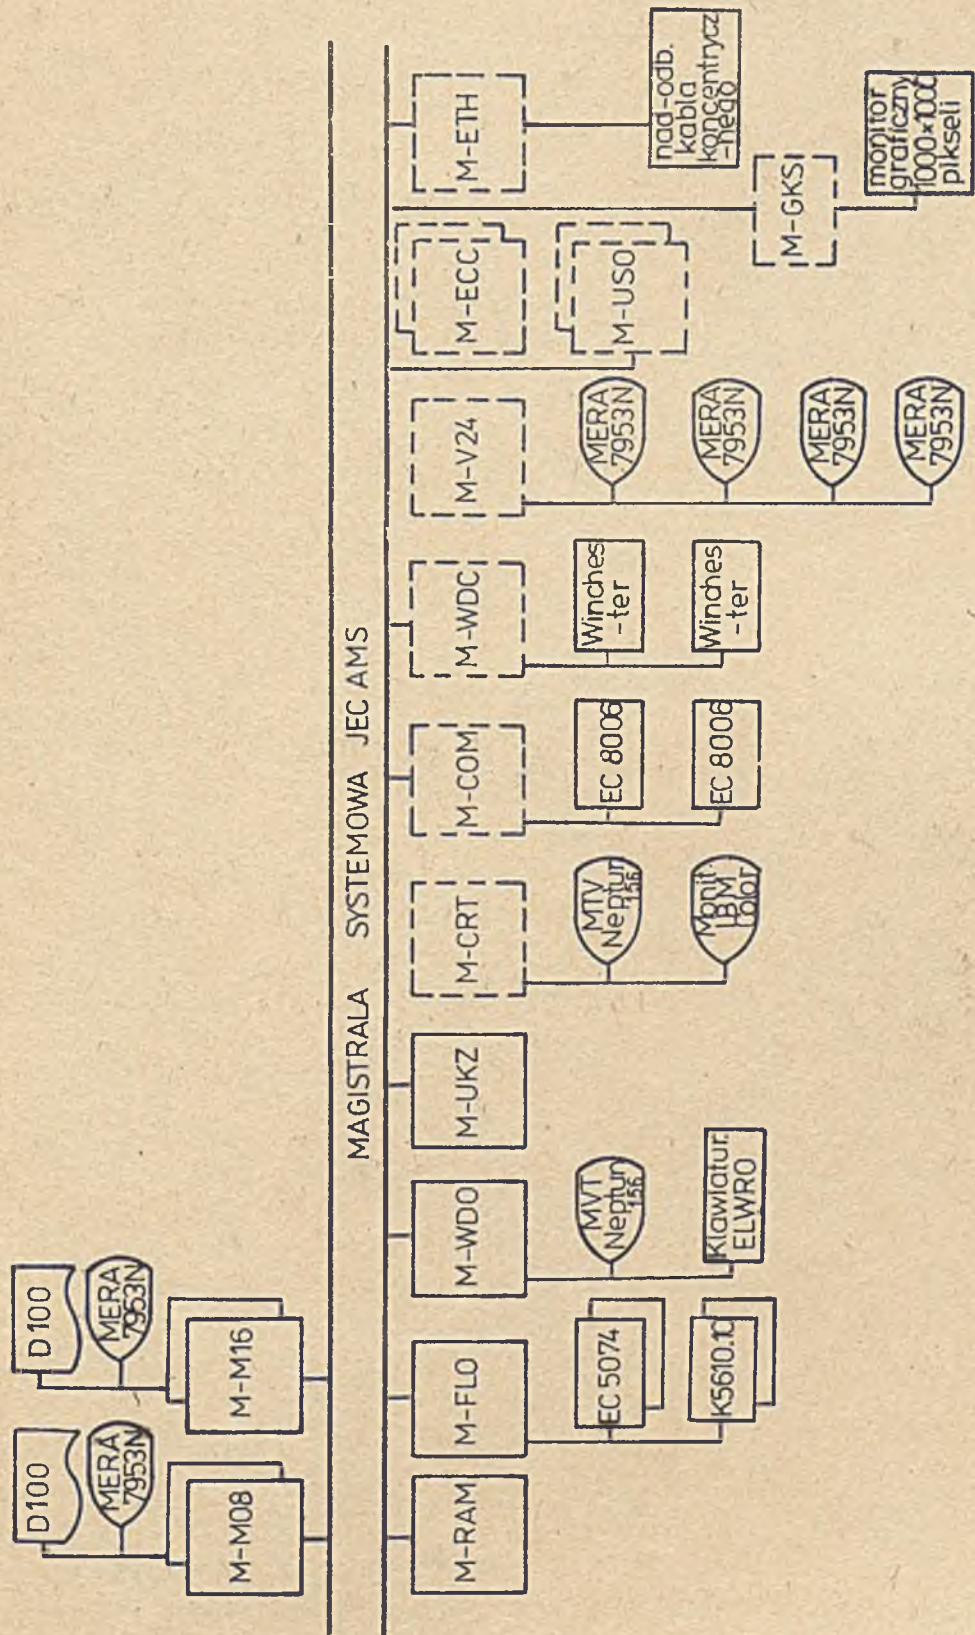 D100
MERA
7953N
M-M08
D100
MERA
7953N
M-M16
MAGISTRALA SYSTEMOWA JEC AMS
M-RAM
M-FLO
EC 5074
K5610.10
M-WDO
MVT
Neptun
156
Klawiatur.
ELWRO
M-UKZ
M-CRT
MTV
Neptun
156
Monit.
IBM
color
M-COM
EC 8006
EC 8006
M-WDC
Winches
-ter
Winches
-ter
M-V24
MERA
7953N
MERA
7953N
MERA
7953N
MERA
7953N
M-ECC
M-USO
M-ETH
nad-odb.
kabla
koncentrycz
-nego
M-GKSI
monitor
graficzny
1000×1000
pikseli